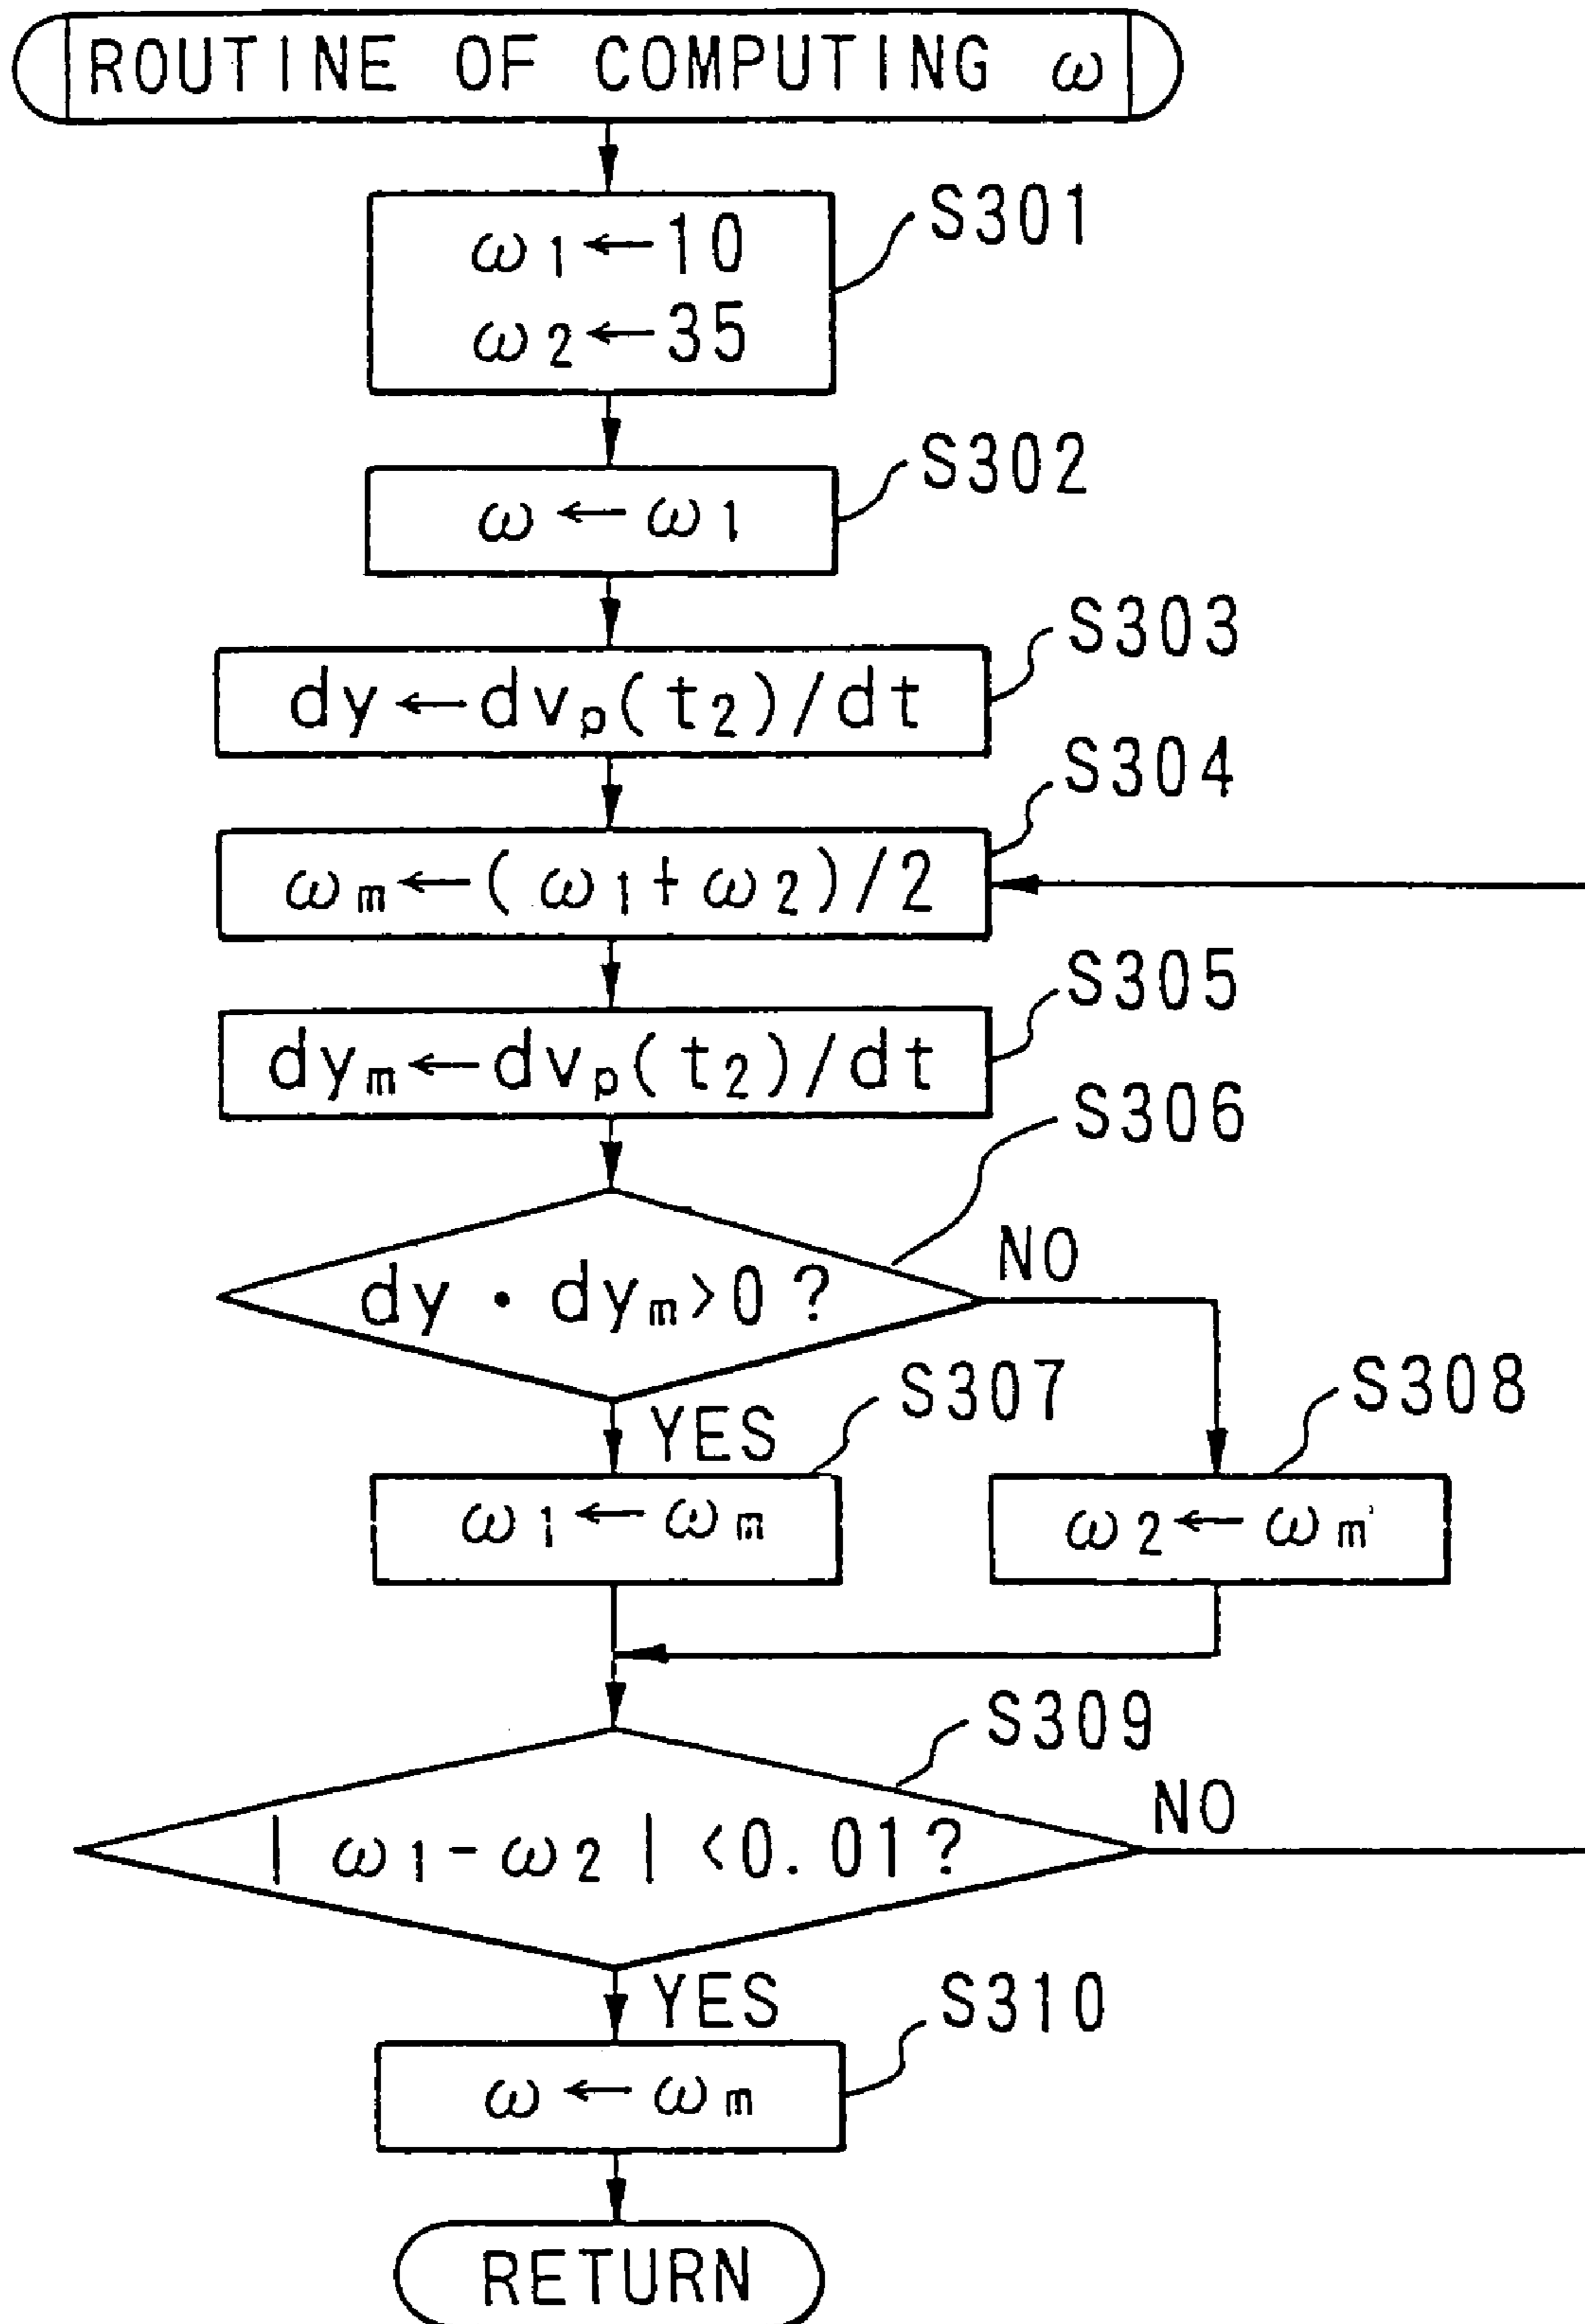 ROUTINE OF COMPUTING ω
S301
ω1←10
ω2←35
S302
ω←ω1
S303
dy←dvp(t2)/dt
S304
ωm←(ω1+ω2)/2
S305
dym←dvp(t2)/dt
S306
dy・dym>0?
NO
YES
S307
S308
ω1←ωm
ω2←ωm
S309
|ω1-ω2|<0.01?
NO
YES
S310
ω←ωm
RETURN